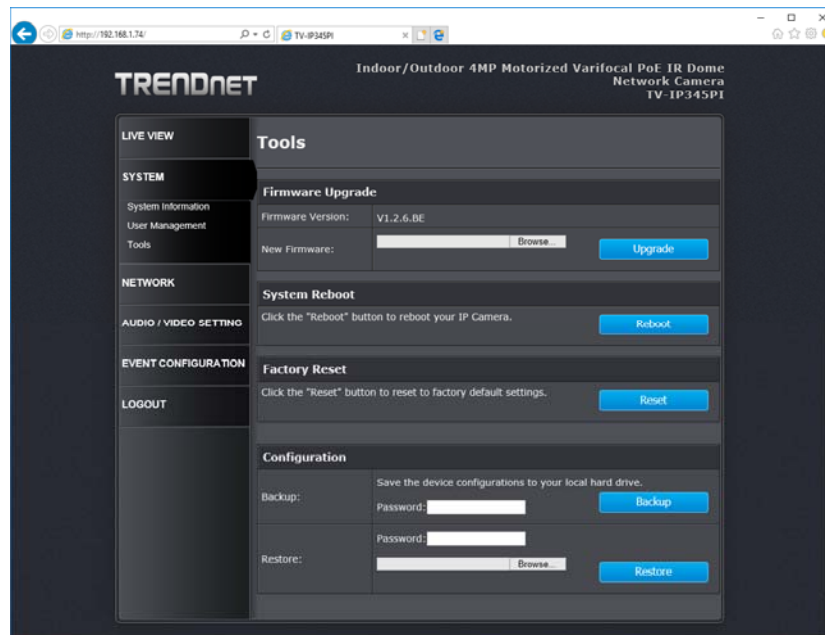 http://192.168.1.74/
TV-IP345PI
TRENDnet
Indoor/Outdoor 4MP Motorized Varifocal PoE IR Dome
Network Camera
TV-IP345PI
LIVE VIEW
SYSTEM
System Information
User Management
Tools
NETWORK
AUDIO / VIDEO SETTING
EVENT CONFIGURATION
LOGOUT
Tools
Firmware Upgrade
Firmware Version: V1.2.6.BE
New Firmware: Browse... Upgrade
System Reboot
Click the "Reboot" button to reboot your IP Camera. Reboot
Factory Reset
Click the "Reset" button to reset to factory default settings. Reset
Configuration
Save the device configurations to your local hard drive.
Backup: Password: Backup
Password:
Restore: Browse... Restore